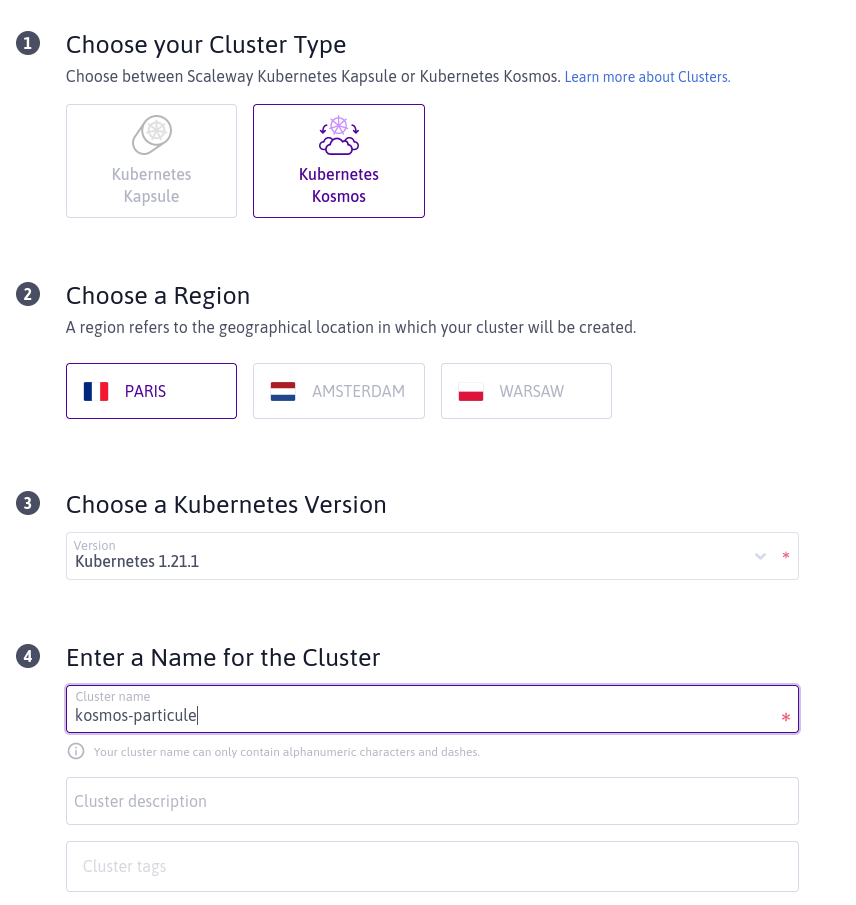 1
Choose your Cluster Type
Choose between Scaleway Kubernetes Kapsule or Kubernetes Kosmos. Learn more about Clusters.
Kubernetes
Kapsule
Kubernetes
Kosmos
2
Choose a Region
A region refers to the geographical location in which your cluster will be created.
PARIS
AMSTERDAM
WARSAW
3
Choose a Kubernetes Version
Version
Kubernetes 1.21.1
*
4
Enter a Name for the Cluster
Cluster name
kosmos-particule
*
Your cluster name can only contain alphanumeric characters and dashes.
Cluster description
Cluster tags